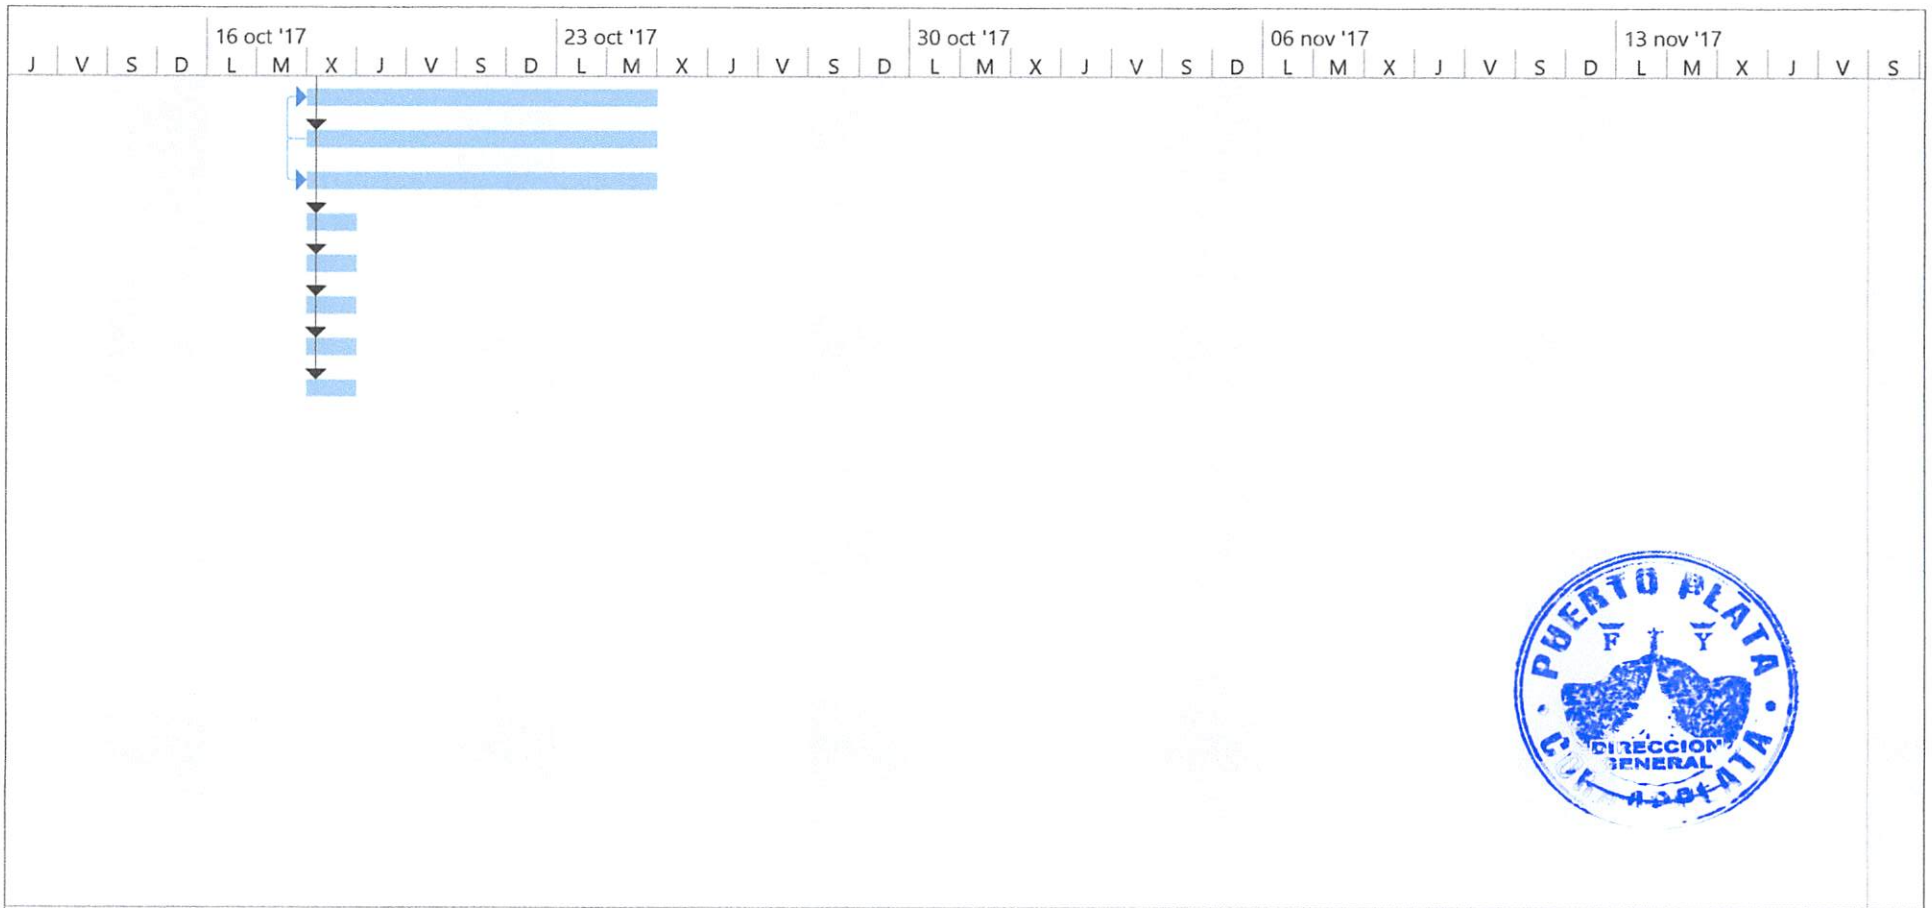 16 oct '17 23 oct '17 30 oct '17 06 nov '17 13 nov '17
J V S D L M X J V S D L M X J V S D L M X J V S D L M X J V S D L M X J V S
PUERTO PLATA
F Y
DIRECCION
GENERAL